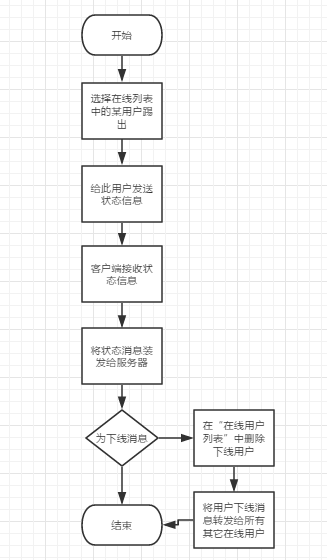 开始
选择在线列表
中的某用户踢
出
给此用户发送
状态信息
客户端接收状
态信息
将状态消息装
发给服务器
为下线消息
在“在线用户
列表”中删除
下线用户
将用户下线消
息转发给所有
其它在线用户
结束